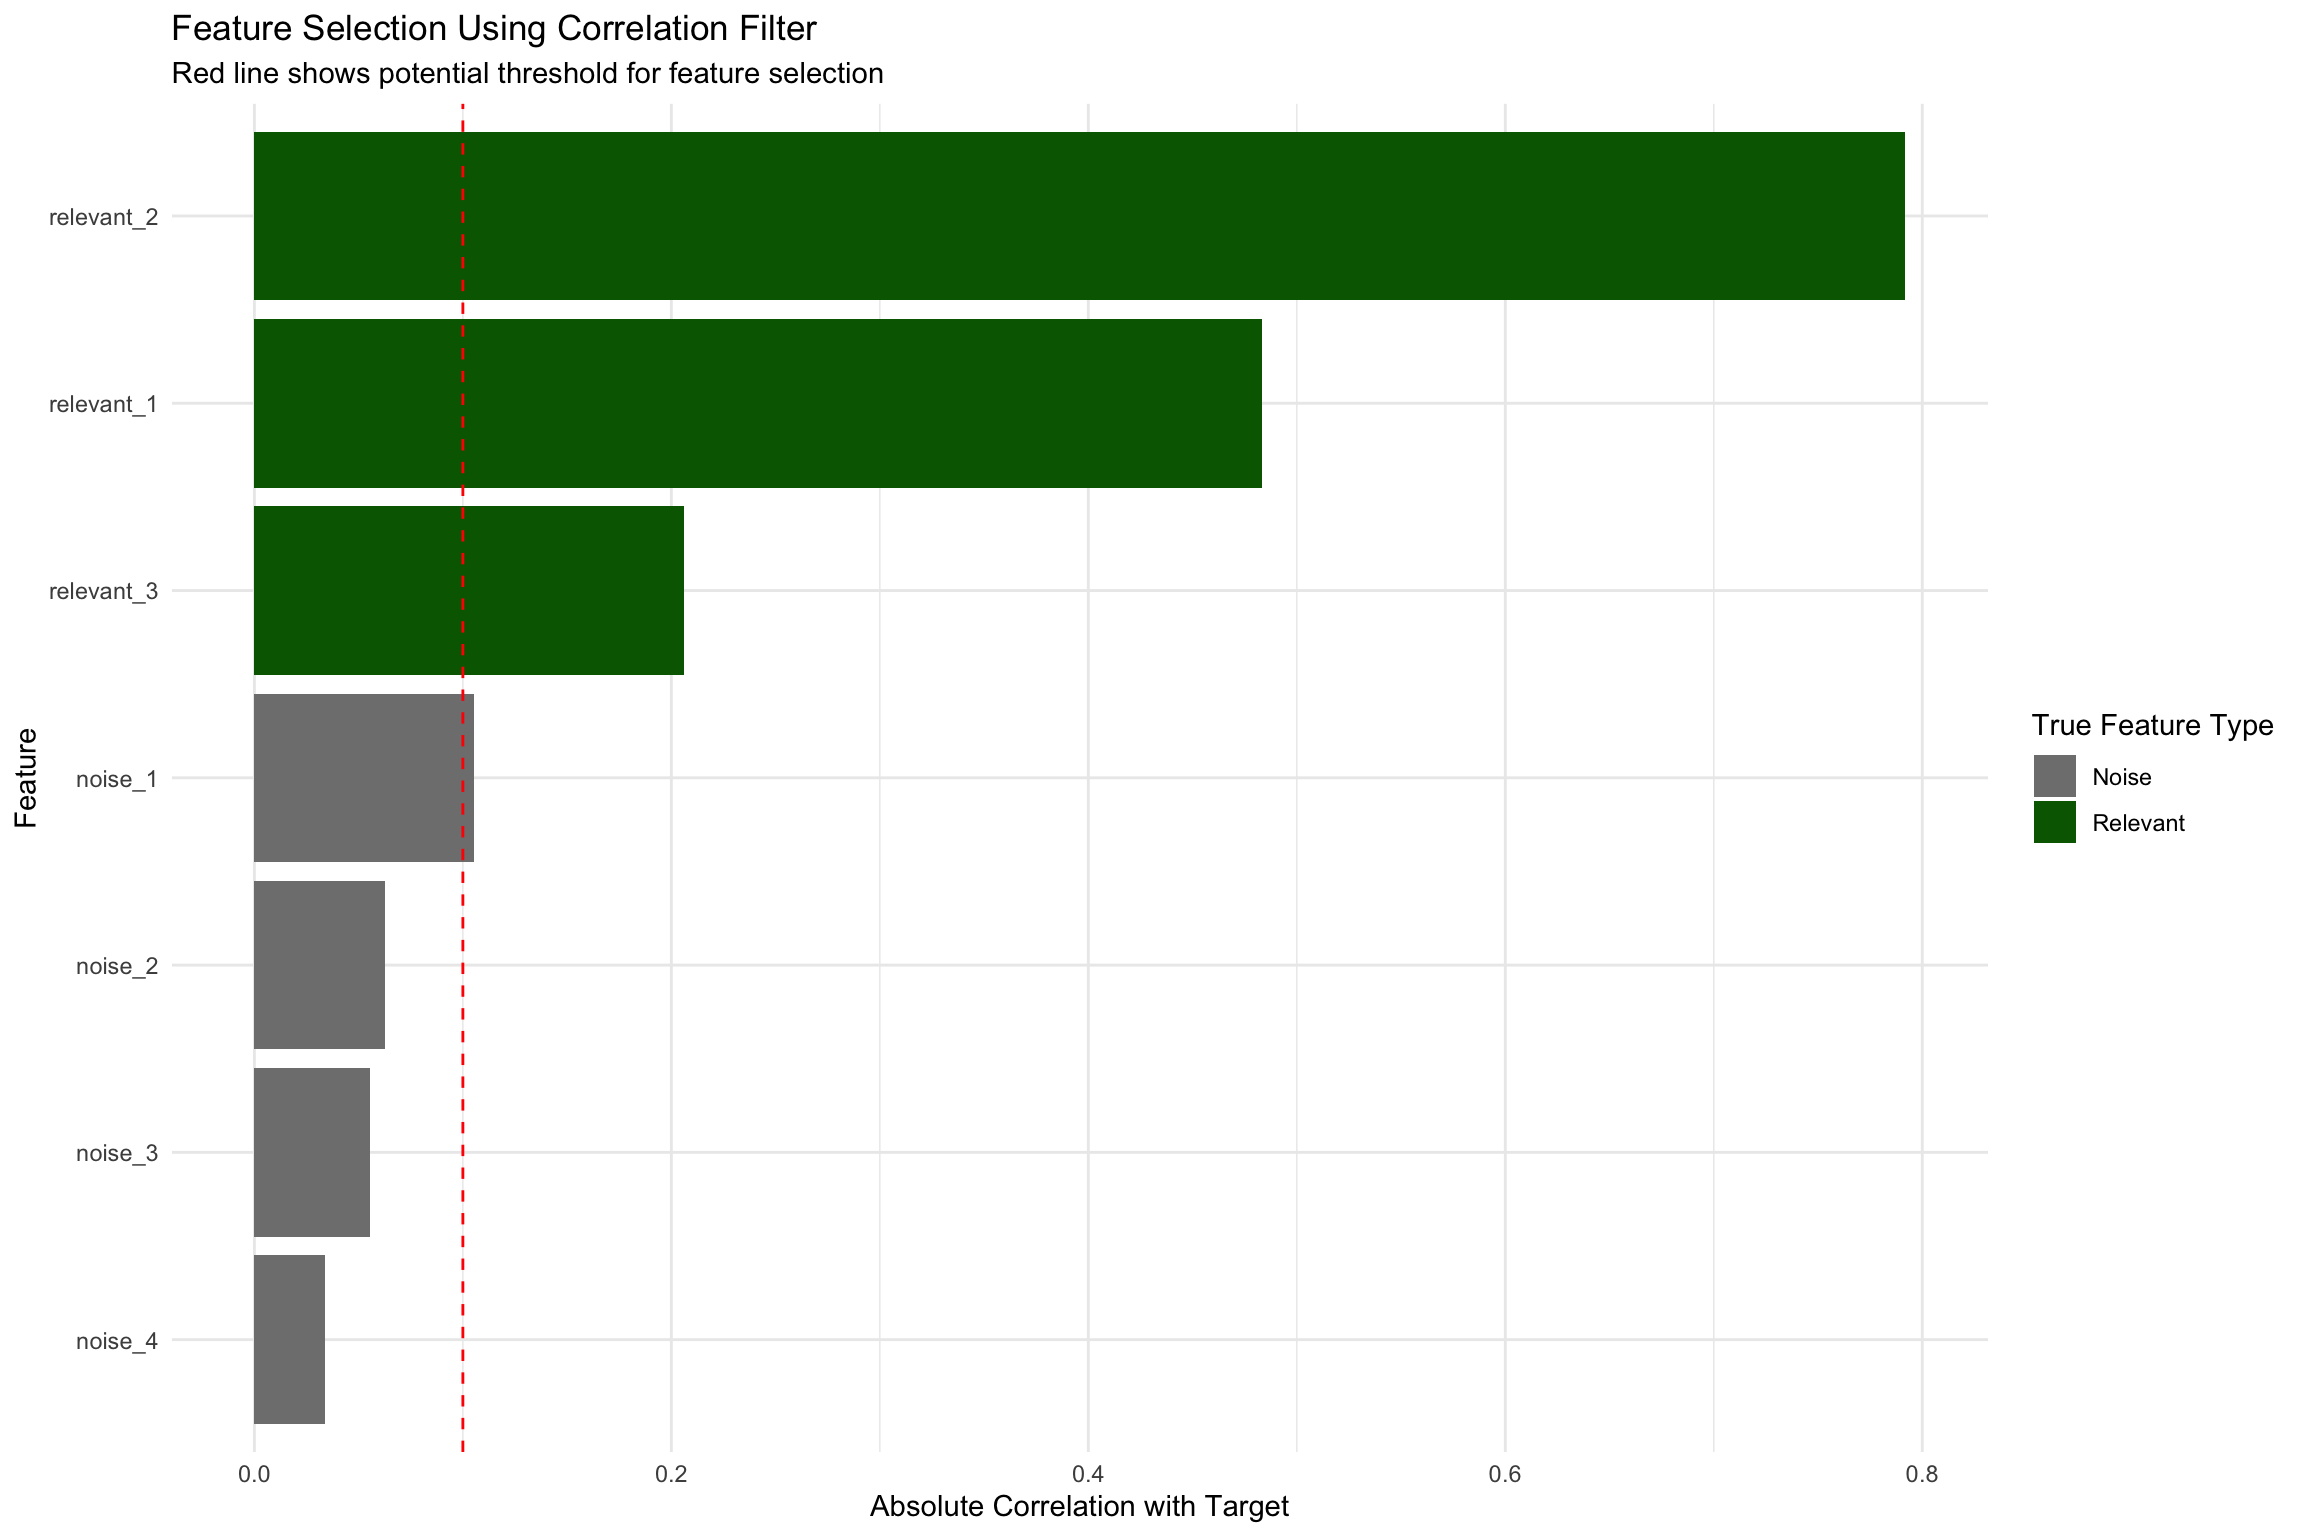 Feature Selection Using Correlation Filter
Red line shows potential threshold for feature selection
relevant_2
relevant_1
relevant_3
noise_1
noise_2
noise_3
noise_4
Feature
0.0 0.2 0.4 0.6 0.8
Absolute Correlation with Target
True Feature Type
Noise
Relevant